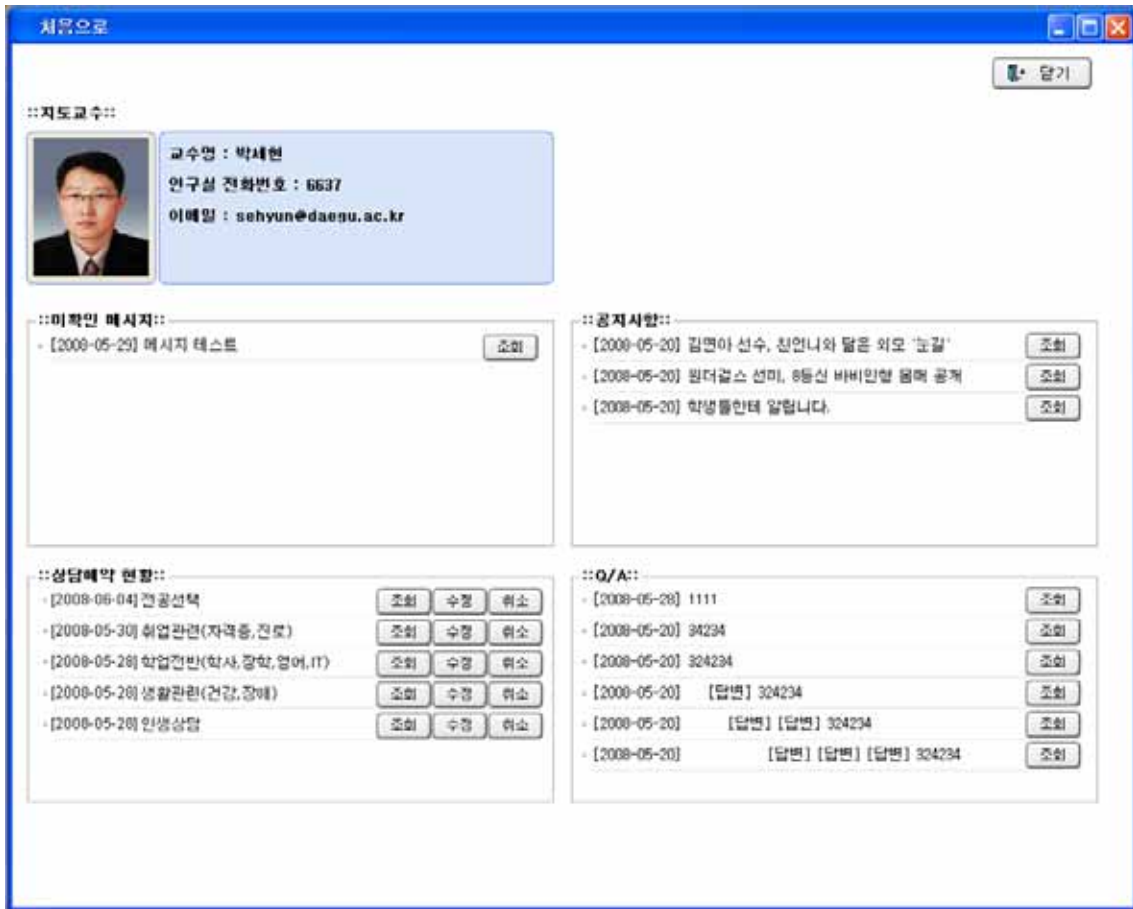 처음으로
닫기
::지도교수::
교수명 : 박세현
연구실 전화번호 : 6637
이메일 : sehyun@daegu.ac.kr
::미확인 메시지::
[2008-05-29] 메시지 테스트 조회
::공지사항::
[2008-05-20] 김연아 선수, 친언니와 닮은 외모 '눈길' 조회
[2008-05-20] 원더걸스 선미, 8등신 바비인형 몸매 공개 조회
[2008-05-20] 학생들한테 알립니다. 조회
::상담예약 현황::
[2008-06-04] 전공선택 조회 수정 취소
[2008-05-30] 취업관련(자격증,진로) 조회 수정 취소
[2008-05-28] 학업전반(학사,장학,영어,IT) 조회 수정 취소
[2008-05-28] 생활관련(건강,장애) 조회 수정 취소
[2008-05-28] 인생상담 조회 수정 취소
::Q/A::
[2008-05-28] 1111 조회
[2008-05-20] 34234 조회
[2008-05-20] 324234 조회
[2008-05-20] [답변] 324234 조회
[2008-05-20] [답변] [답변] 324234 조회
[2008-05-20] [답변] [답변] [답변] 324234 조회